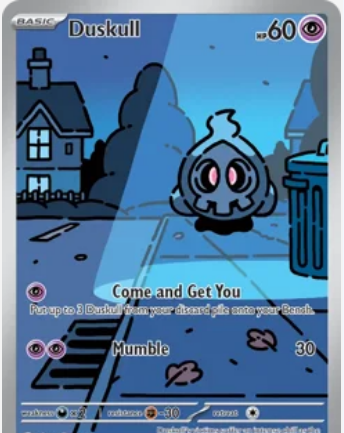 BASIC Duskull HP60
Come and Get You
Put up to 3 Duskull from your discard pile onto your Bench.
Mumble 30
weakness ×2 resistance -30 retreat